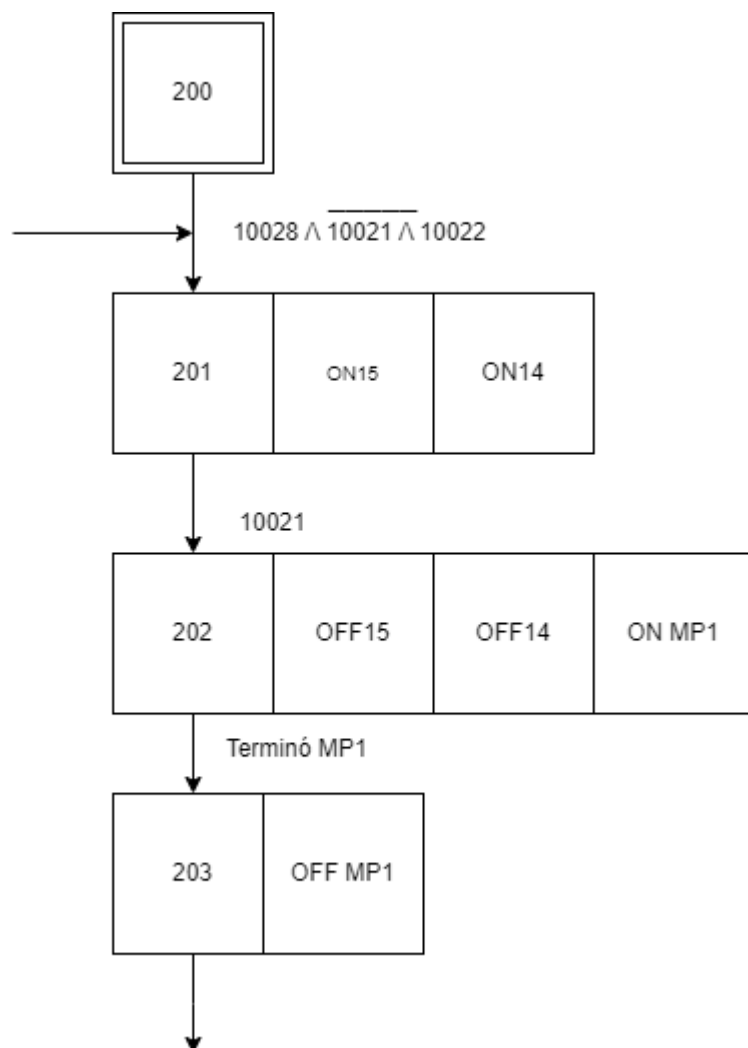 200
10028 /\ 10021 /\ 10022
201 ON15 ON14
10021
202 OFF15 OFF14 ON MP1
Terminó MP1
203 OFF MP1